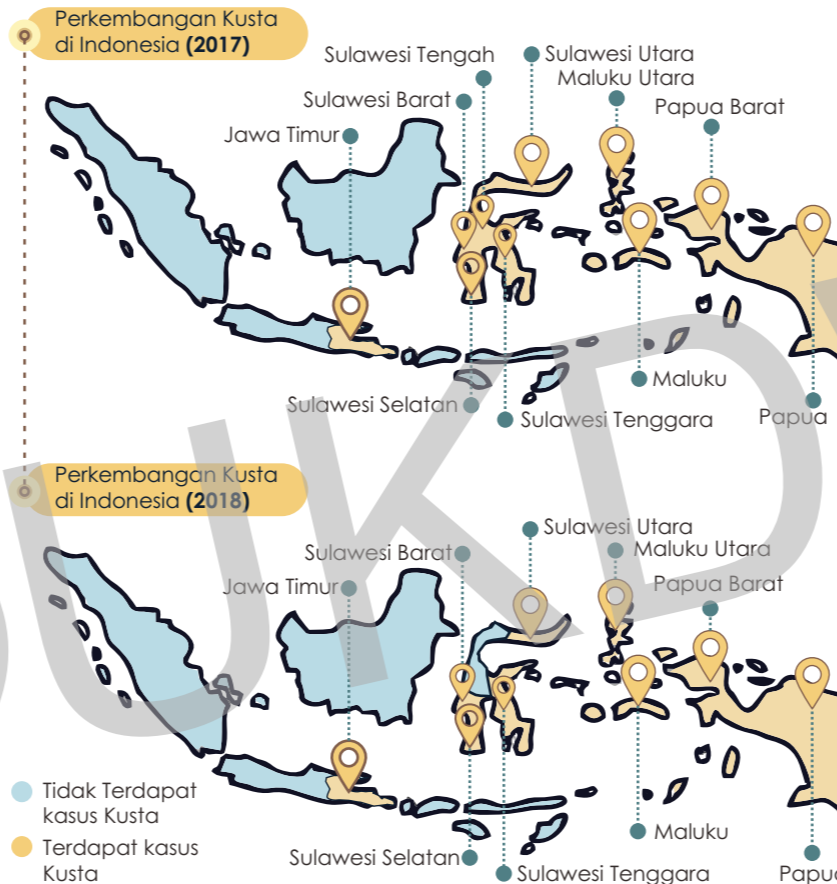 Perkembangan Kusta
di Indonesia (2017)
Sulawesi Tengah
Sulawesi Utara
Maluku Utara
Sulawesi Barat
Papua Barat
Jawa Timur
Maluku
Sulawesi Selatan
Sulawesi Tenggara
Papua
Perkembangan Kusta
di Indonesia (2018)
Sulawesi Utara
Sulawesi Barat
Maluku Utara
Jawa Timur
Papua Barat
Tidak Terdapat
kasus Kusta
Terdapat kasus
Kusta
Maluku
Sulawesi Selatan
Sulawesi Tenggara
Papua
UKD